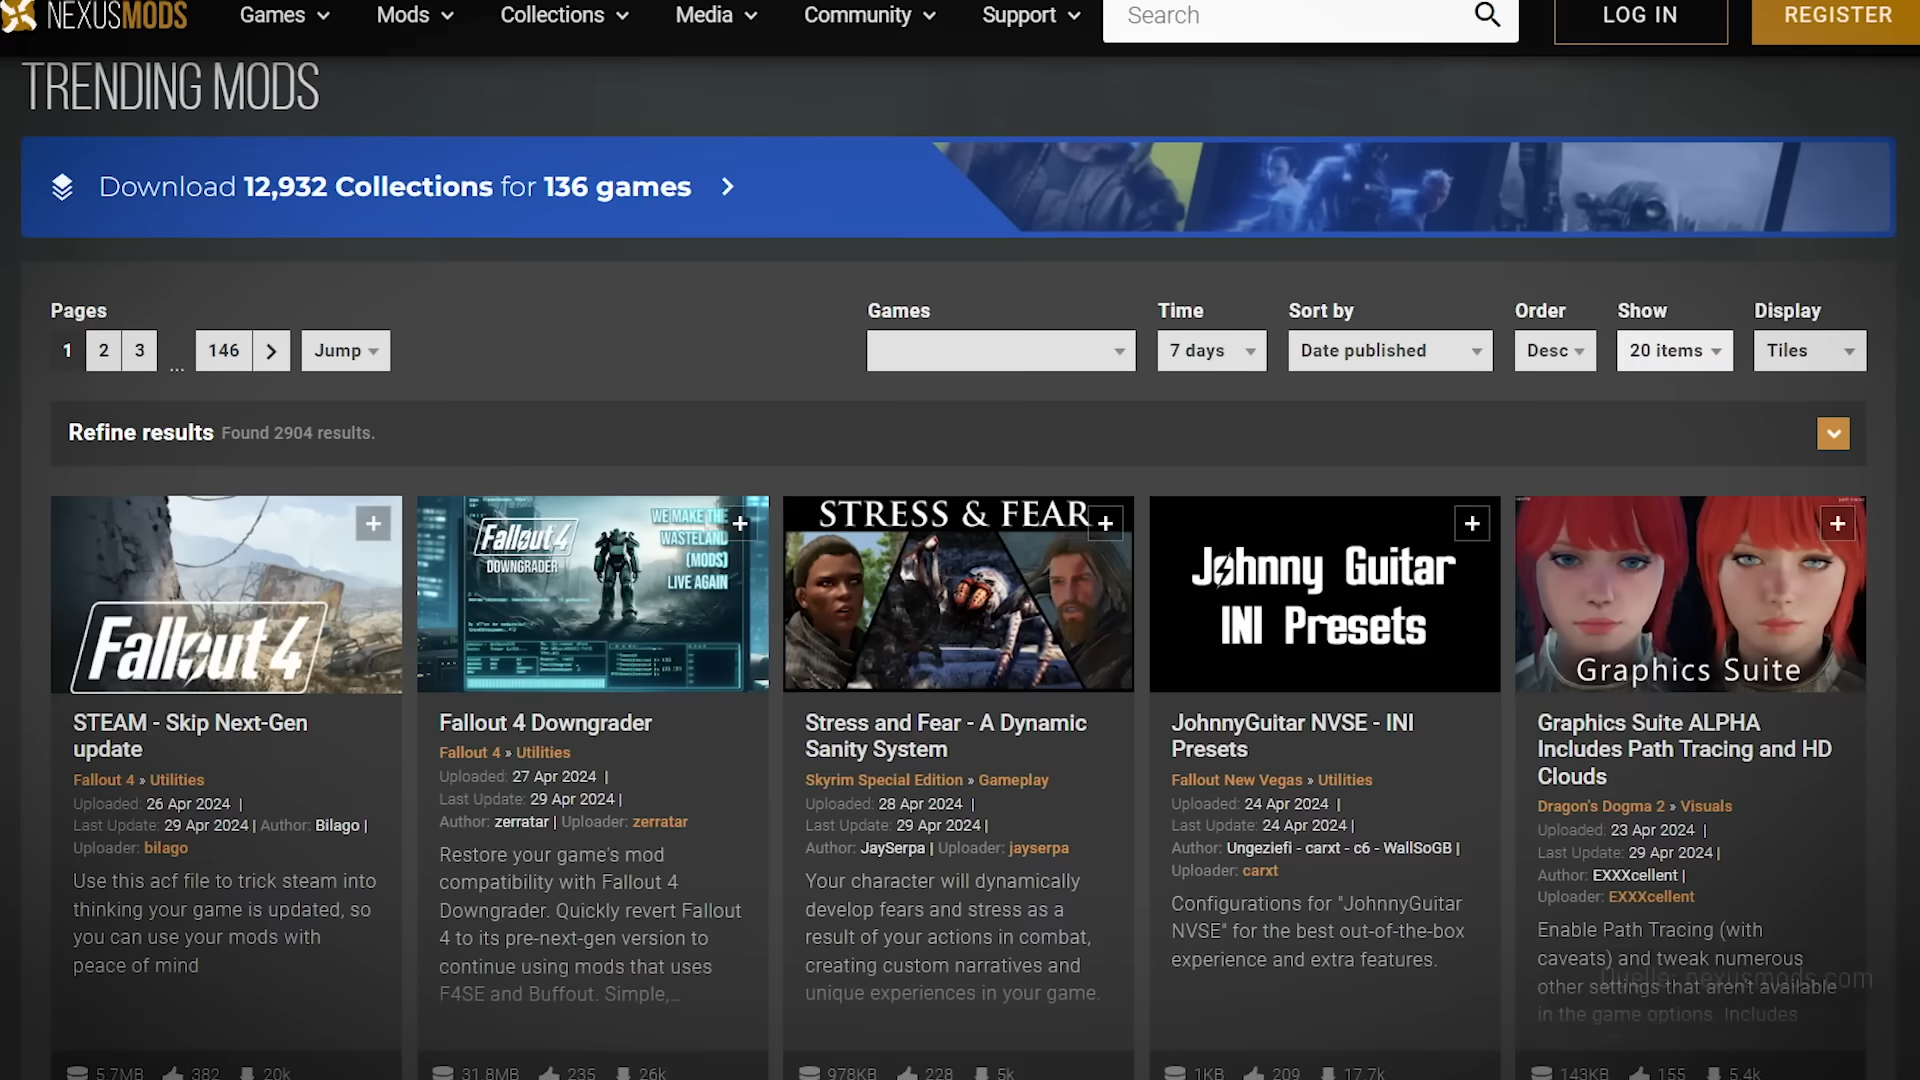 NEXUSMODS
Games
Mods
Collections
Media
Community
Support
Search
LOG IN
REGISTER
TRENDING MODS
Download 12,932 Collections for 136 games
Pages
1
2
3
...
146
Jump
Games
Time
7 days
Sort by
Date published
Order
Desc
Show
20 items
Display
Tiles
Refine results Found 2904 results.
Fallout 4
STEAM - Skip Next-Gen
update
Fallout 4 » Utilities
Uploaded: 26 Apr 2024 |
Last Update: 29 Apr 2024 | Author: Bilago |
Uploader: bilago
Use this acf file to trick steam into
thinking your game is updated, so
you can use your mods with
peace of mind
5.7MB 382 20k
Fallout 4
DOWNGRADER
WE MAKE THE
WASTELAND
(MODS)
LIVE AGAIN
Fallout 4 Downgrader
Fallout 4 » Utilities
Uploaded: 27 Apr 2024 |
Last Update: 29 Apr 2024 |
Author: zerratar | Uploader: zerratar
Restore your game's mod
compatibility with Fallout 4
Downgrader. Quickly revert Fallout
4 to its pre-next-gen version to
continue using mods that uses
F4SE and Buffout. Simple,...
31.8MB 235 26k
STRESS & FEAR
Stress and Fear - A Dynamic
Sanity System
Skyrim Special Edition » Gameplay
Uploaded: 28 Apr 2024 |
Last Update: 29 Apr 2024 |
Author: JaySerpa | Uploader: jayserpa
Your character will dynamically
develop fears and stress as a
result of your actions in combat,
creating custom narratives and
unique experiences in your game.
978KB 228 5k
Johnny Guitar
INI Presets
JohnnyGuitar NVSE - INI
Presets
Fallout New Vegas » Utilities
Uploaded: 24 Apr 2024 |
Last Update: 24 Apr 2024 |
Author: Ungeziefi - carxt - c6 - WallSoGB |
Uploader: carxt
Configurations for "JohnnyGuitar
NVSE" for the best out-of-the-box
experience and extra features.
1KB 209 17.7k
Graphics Suite
Graphics Suite ALPHA
Includes Path Tracing and HD
Clouds
Dragon's Dogma 2 » Visuals
Uploaded: 23 Apr 2024 |
Last Update: 29 Apr 2024 |
Author: EXXXcellent |
Uploader: EXXXcellent
Enable Path Tracing (with
caveats) and tweak numerous
other settings that aren't available
in the game options. Includes
143KB 155 5.4k
Quelle: nexusmods.com